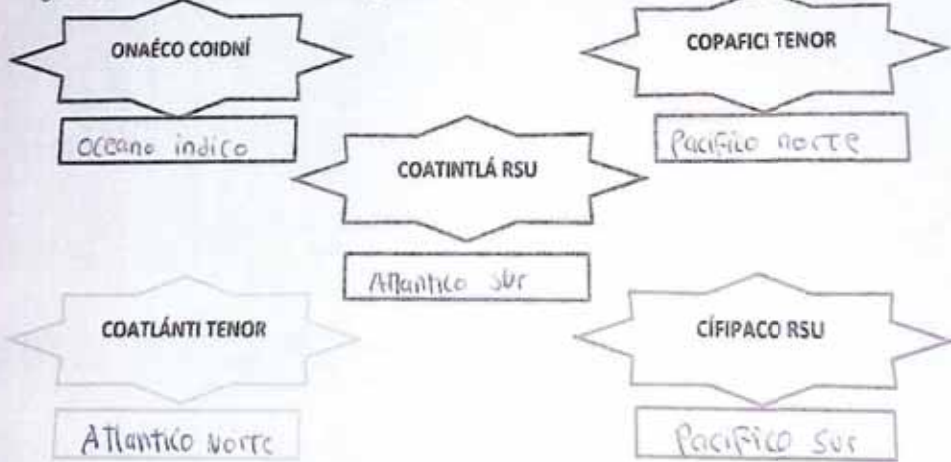 ONAÉCO COIDNÍ
COPAFICI TENOR
Oceano indico
Pacifico norte
COATINTLÁ RSU
Atlantico sur
COATLÁNTI TENOR
CÍFIPACO RSU
Atlantico Norte
Pacifico sur